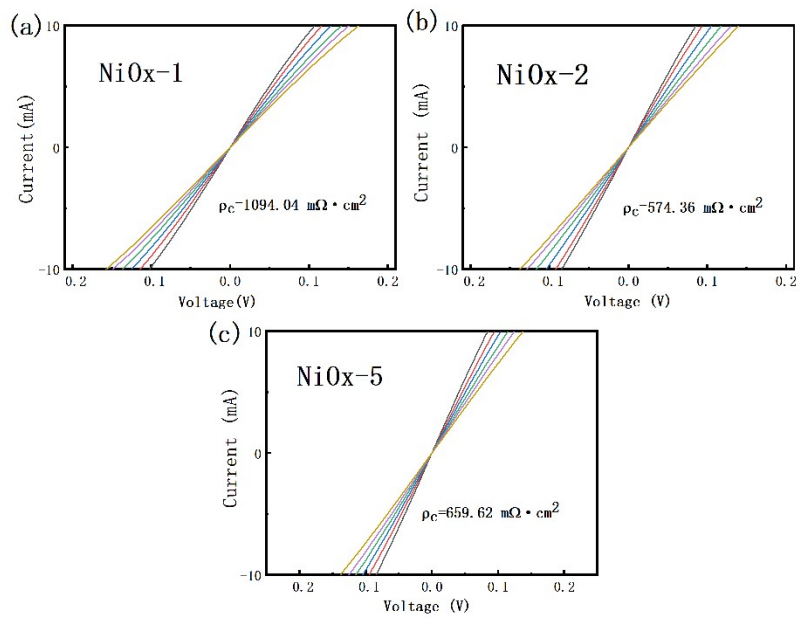 (a)
NiOx-1
Current(mA)
10
0
-10
ρc=1094.04 mΩ·cm2
0.2 0.1 0.0 0.1 0.2
Voltage(V)
(b)
NiOx-2
Current (mA)
10
0
-10
ρc=574.36 mΩ·cm2
0.2 0.1 0.0 0.1 0.2
Voltage (V)
(c)
NiOx-5
Current (mA)
10
0
-10
ρc=659.62 mΩ·cm2
0.2 0.1 0.0 0.1 0.2
Voltage (V)